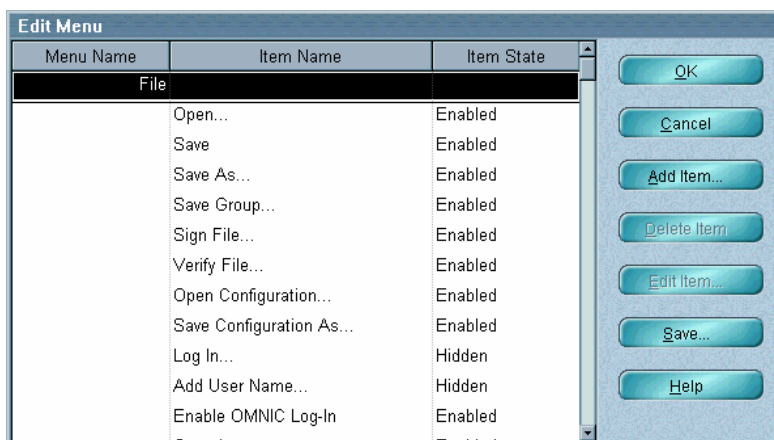 Edit Menu
Menu Name Item Name Item State
File
Open... Enabled
Save Enabled
Save As... Enabled
Save Group... Enabled
Sign File... Enabled
Verify File... Enabled
Open Configuration... Enabled
Save Configuration As... Enabled
Log In... Hidden
Add User Name... Hidden
Enable OMNIC Log-In Enabled
OK
Cancel
Add Item...
Delete Item
Edit Item...
Save...
Help